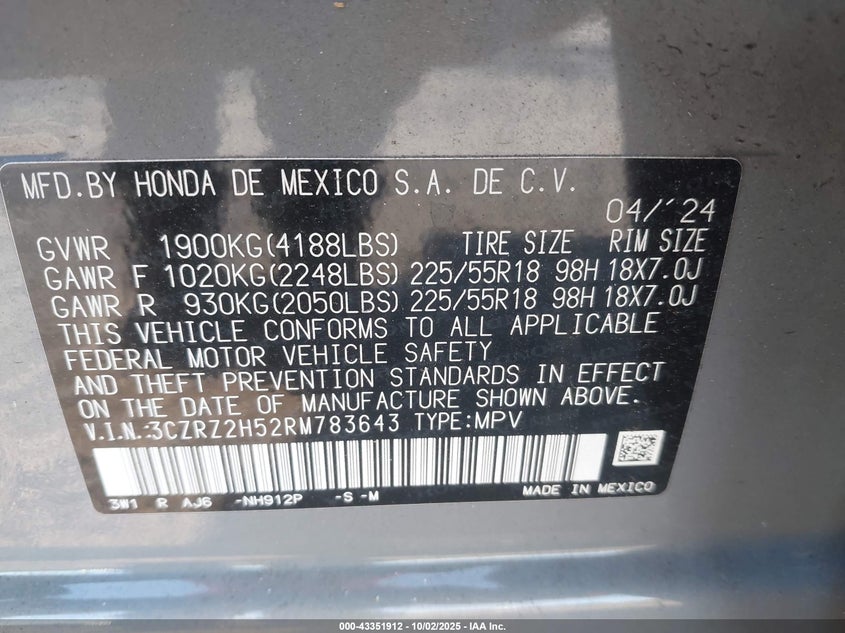 MFD.BY HONDA DE MEXICO S.A. DE C.V.
04/'24
GVWR 1900KG(4188LBS) TIRE SIZE RIM SIZE
GAWR F 1020KG(2248LBS) 225/55R18 98H 18X7.0J
GAWR R 930KG(2050LBS) 225/55R18 98H 18X7.0J
THIS VEHICLE CONFORMS TO ALL APPLICABLE
FEDERAL MOTOR VEHICLE SAFETY
AND THEFT PREVENTION STANDARDS IN EFFECT
ON THE DATE OF MANUFACTURE SHOWN ABOVE.
V.I.N.:3CZRZ2H52RM783643 TYPE:MPV
3W1 R AJ6 -NH912P -S -M MADE IN MEXICO
000-43351912 - 10/02/2025 - IAA Inc.